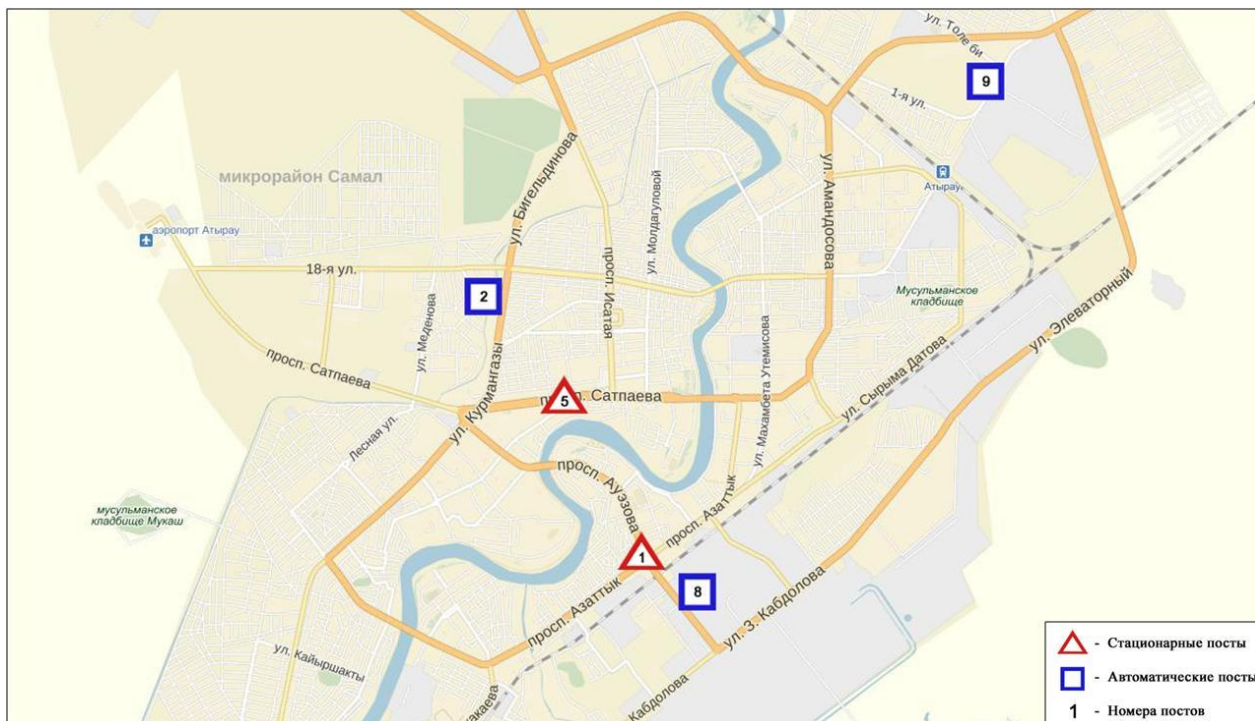 ул. Толе би
9
1-я ул.
ул. Бигельдинова
ул. Амандосова
Атырау
микрорайон Самал
ул. Молдагуловой
аэропорт Атырау
18-я ул.
просп. Исатая
Мусульманское
кладбище
2
ул. Элеваторный
ул. Меденова
ул. Махамбета Утемисова
просп. Сатпаева
ул. Курмангазы
5
Сатпаева
ул. Сырыма Датова
Лесная ул.
просп. Ауэзова
просп. Азаттык
мусульманское
кладбище Мукаш
1
8
просп. Азаттык
ул. З. Кабдолова
ул. Кайыршакты
Кабдолова
- Стационарные посты
- Автоматические посты
1 - Номера постов